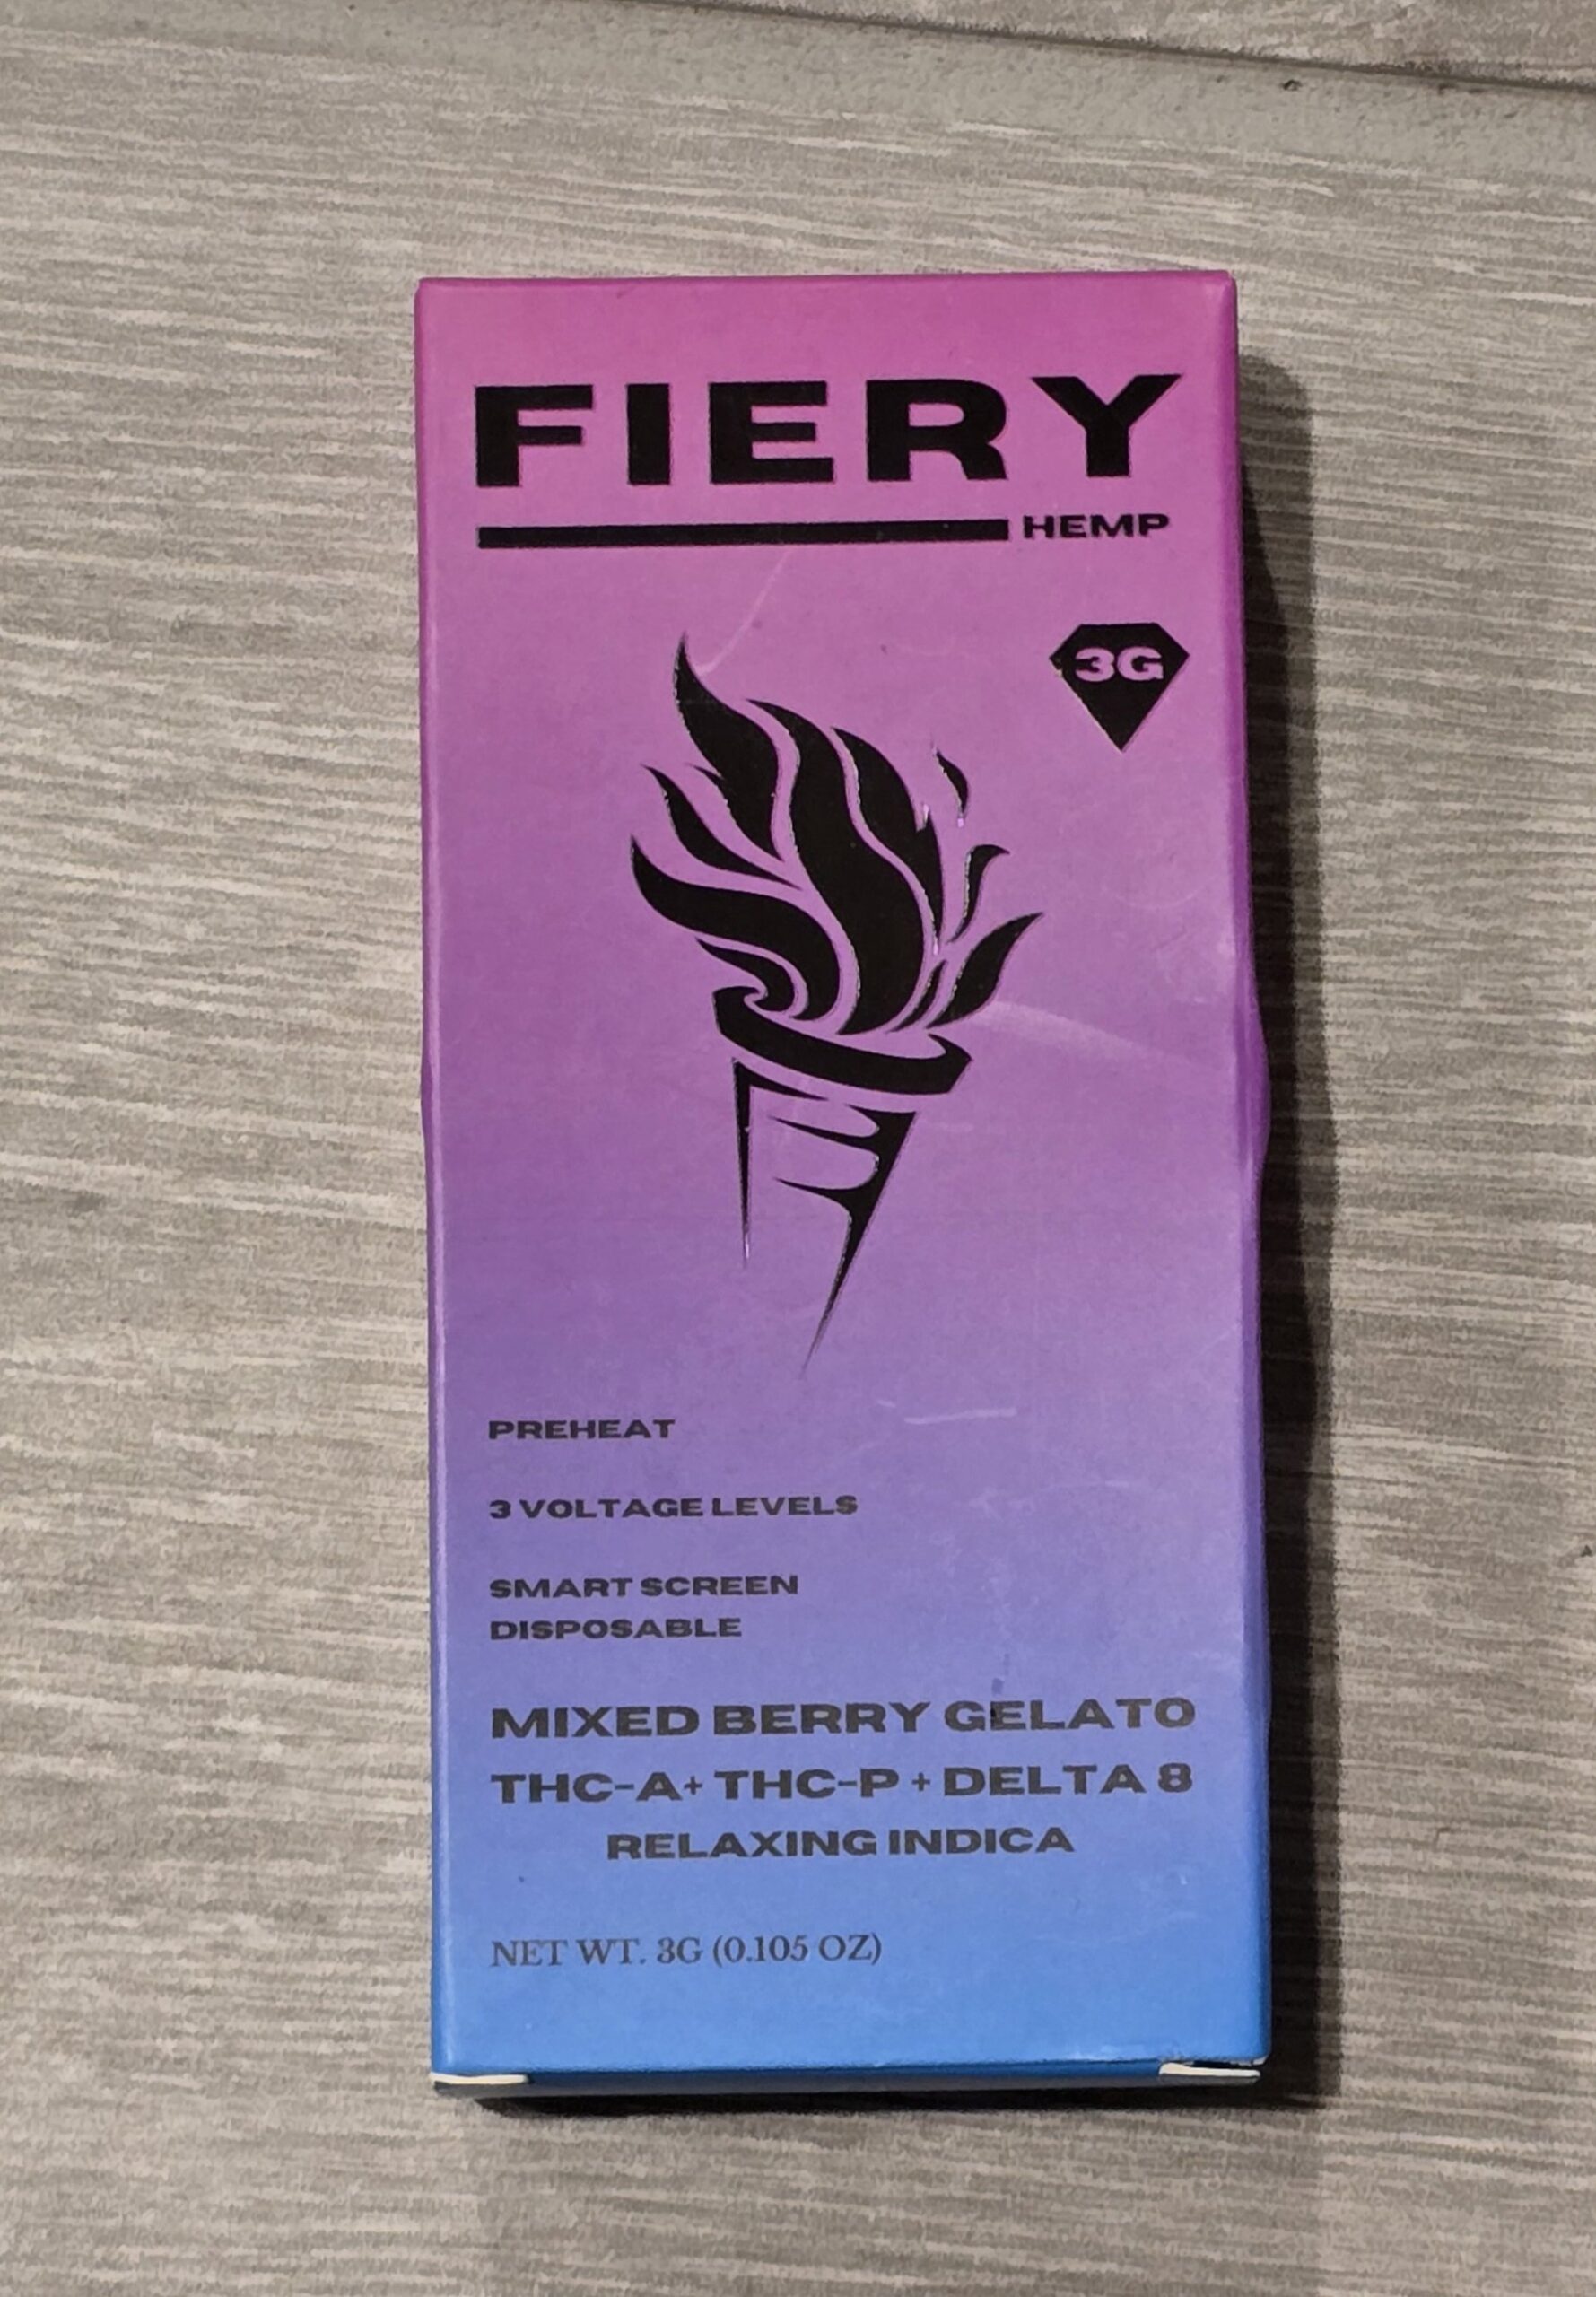 FIERY
HEMP
3G
PREHEAT
3 VOLTAGE LEVELS
SMART SCREEN
DISPOSABLE
MIXED BERRY GELATO
THC-A+ THC-P + DELTA 8
RELAXING INDICA
NET WT. 3G (0.105 OZ)